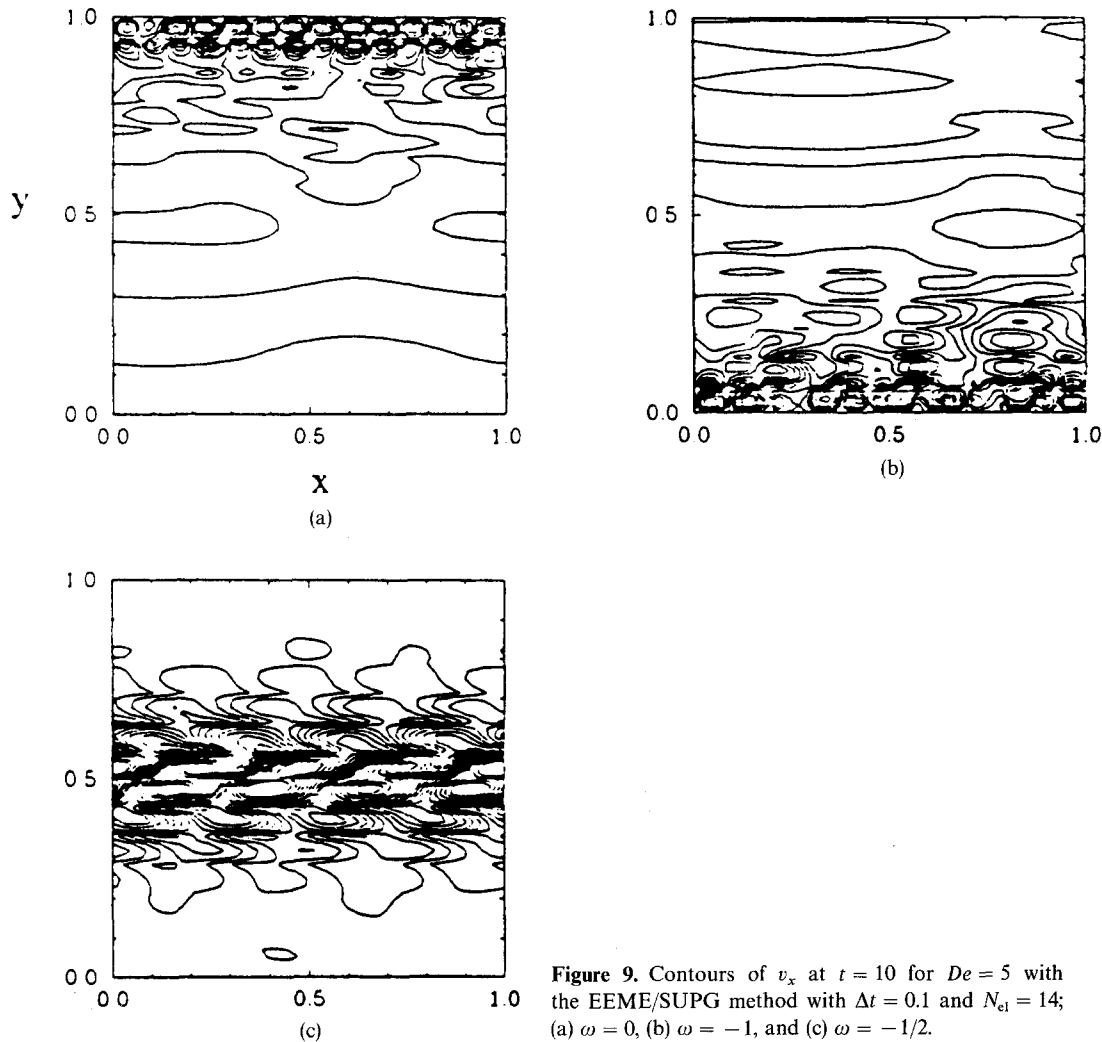 1.0
y
0 5
0 0
0 0
0.5
1.0
x
(a)
1.0
0 5
0.0
0 0
0.5
1.0
(b)
1 0
0 5
0 0
0 0
0.5
1.0
(c)
Figure 9. Contours of vₓ at t = 10 for De = 5 with
the EEME/SUPG method with Δt = 0.1 and Nₑₗ = 14;
(a) ω = 0, (b) ω = −1, and (c) ω = −1/2.